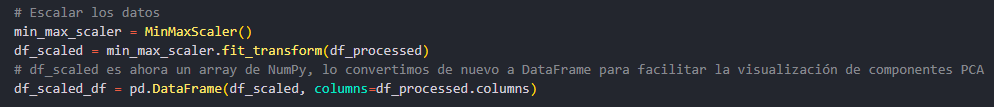 # Escalar los datos
min_max_scaler = MinMaxScaler()
df_scaled = min_max_scaler.fit_transform(df_processed)
# df_scaled es ahora un array de NumPy, lo convertimos de nuevo a DataFrame para facilitar la visualización de componentes PCA
df_scaled_df = pd.DataFrame(df_scaled, columns=df_processed.columns)